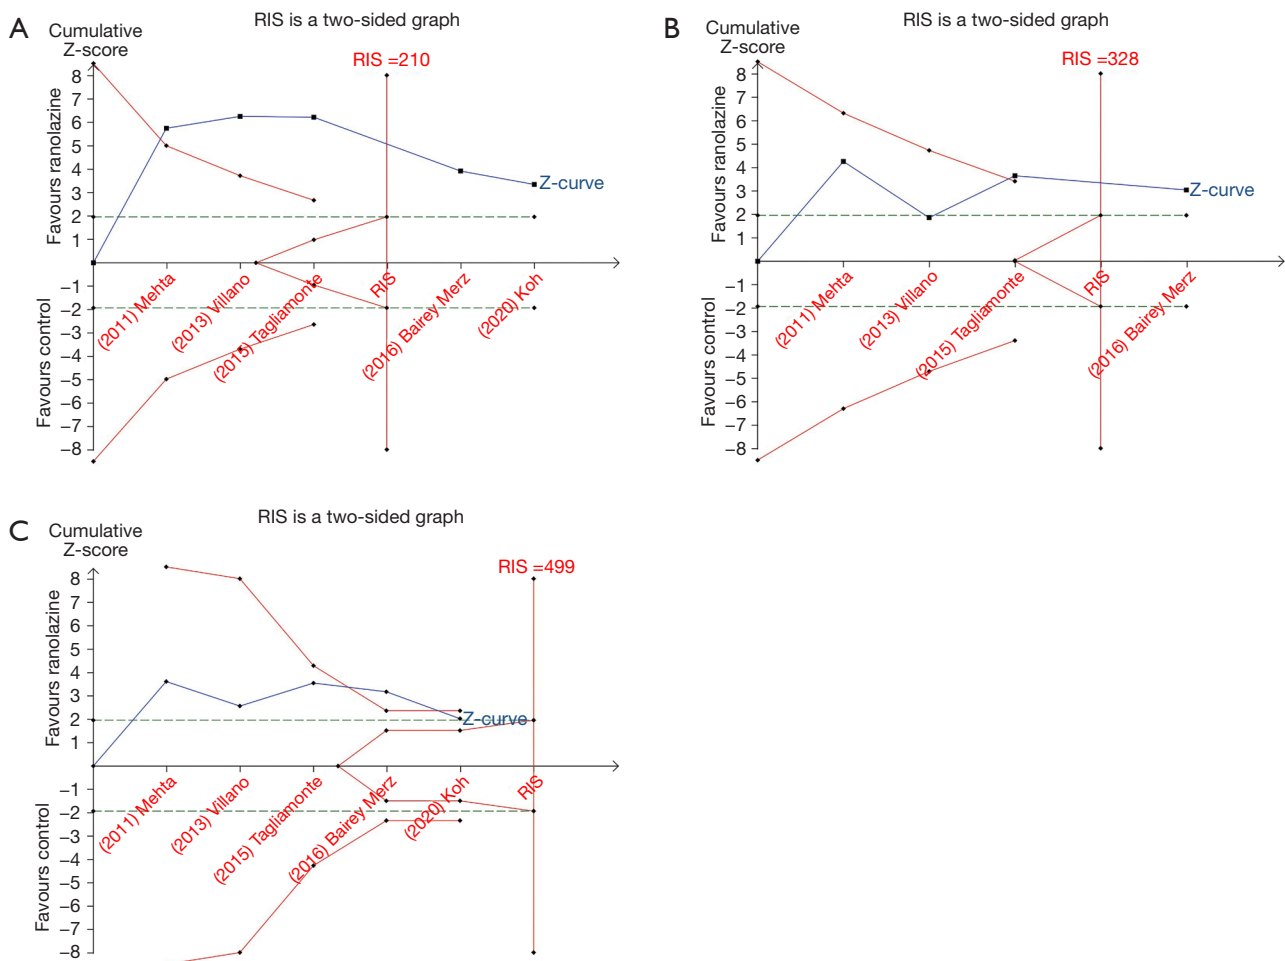 A
Cumulative
Z-score
RIS is a two-sided graph
RIS =210
Favours ranolazine
8
7
6
5
4
3
2
1
Z-curve
Favours control
−1
−2
−3
−4
−5
−6
−7
−8
(2011) Mehta
(2013) Villano
(2015) Tagliamonte
RIS
(2016) Bairey Merz
(2020) Koh
B
Cumulative
Z-score
RIS is a two-sided graph
RIS =328
Favours ranolazine
8
7
6
5
4
3
2
1
Z-curve
Favours control
−1
−2
−3
−4
−5
−6
−7
−8
(2011) Mehta
(2013) Villano
(2015) Tagliamonte
RIS
(2016) Bairey Merz
C
Cumulative
Z-score
RIS is a two-sided graph
RIS =499
Favours ranolazine
8
7
6
5
4
3
2
1
Z-curve
Favours control
−1
−2
−3
−4
−5
−6
−7
−8
(2011) Mehta
(2013) Villano
(2015) Tagliamonte
(2016) Bairey Merz
(2020) Koh
RIS